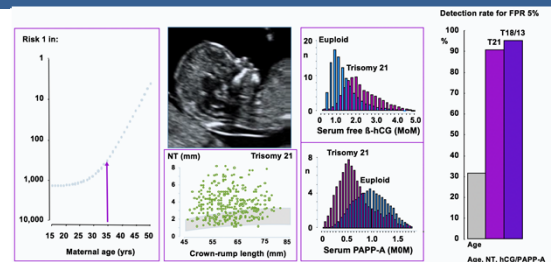 Detection rate for FPR 5%
Risk 1 in:
1
10
100
1,000
10,000
15 20 25 30 35 40 45 50
Maternal age (yrs)
NT (mm) Trisomy 21
8
6
4
2
0
45 55 65 75 85
Crown-rump length (mm)
Euploid
Trisomy 21
20
n
10
0
0.0 1.0 2.0 3.0 4.0 5.0
Serum free ß-hCG (MoM)
Trisomy 21
Euploid
8
n
4
0
0.5 1.0 1.5
Serum PAPP-A (M0M)
%
100
90
80
70
60
50
40
30
20
10
0
T21
T18/13
Age
Age, NT, hCG/PAPP-A